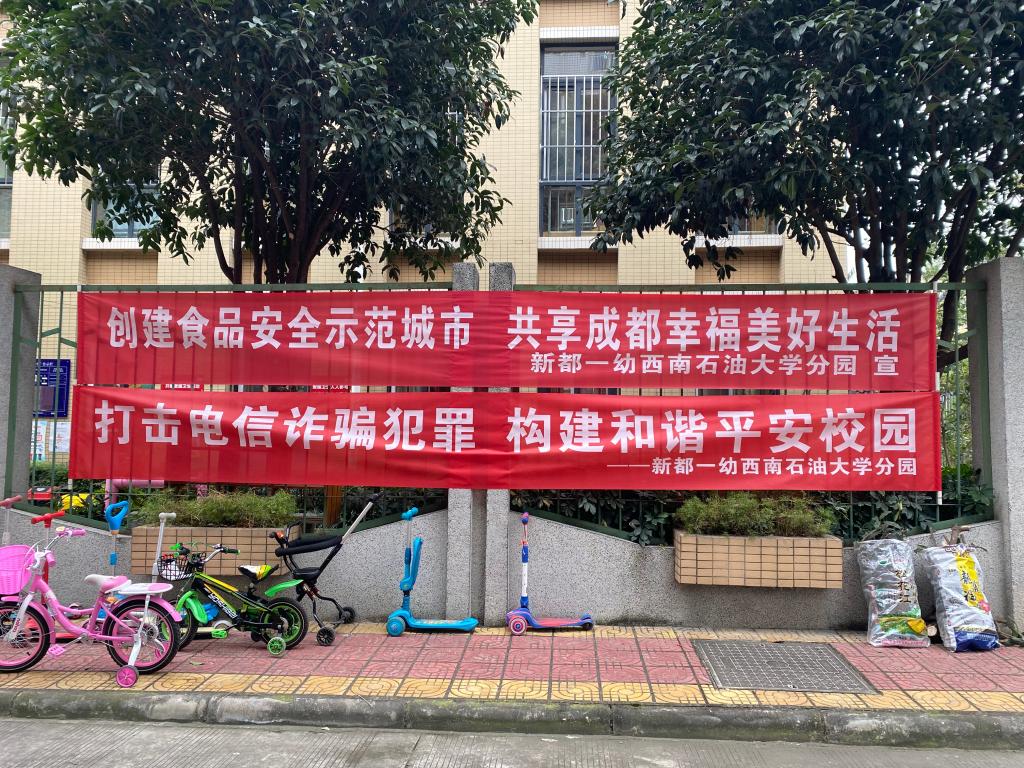 创建食品安全示范城市 共享成都幸福美好生活
新都一幼西南石油大学分园 宣
打击电信诈骗犯罪 构建和谐平安校园
——新都一幼西南石油大学分园